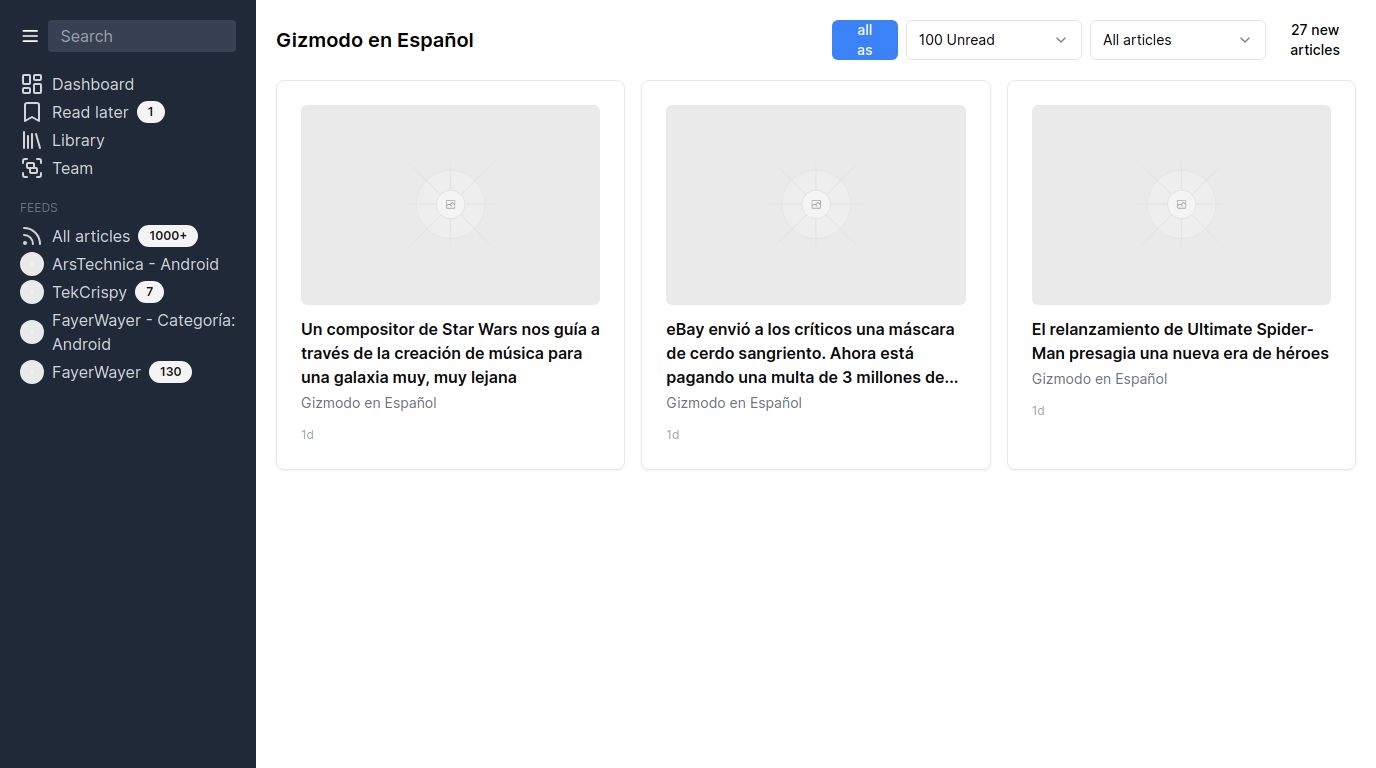 Search
Dashboard
Read later 1
Library
Team
FEEDS
All articles 1000+
ArsTechnica - Android
TekCrispy 7
FayerWayer - Categoría:
Android
FayerWayer 130
Gizmodo en Español
all
as
100 Unread
All articles
27 new
articles
Un compositor de Star Wars nos guía a
través de la creación de música para
una galaxia muy, muy lejana
Gizmodo en Español
1d
eBay envió a los críticos una máscara
de cerdo sangriento. Ahora está
pagando una multa de 3 millones de...
Gizmodo en Español
1d
El relanzamiento de Ultimate Spider-
Man presagia una nueva era de héroes
Gizmodo en Español
1d